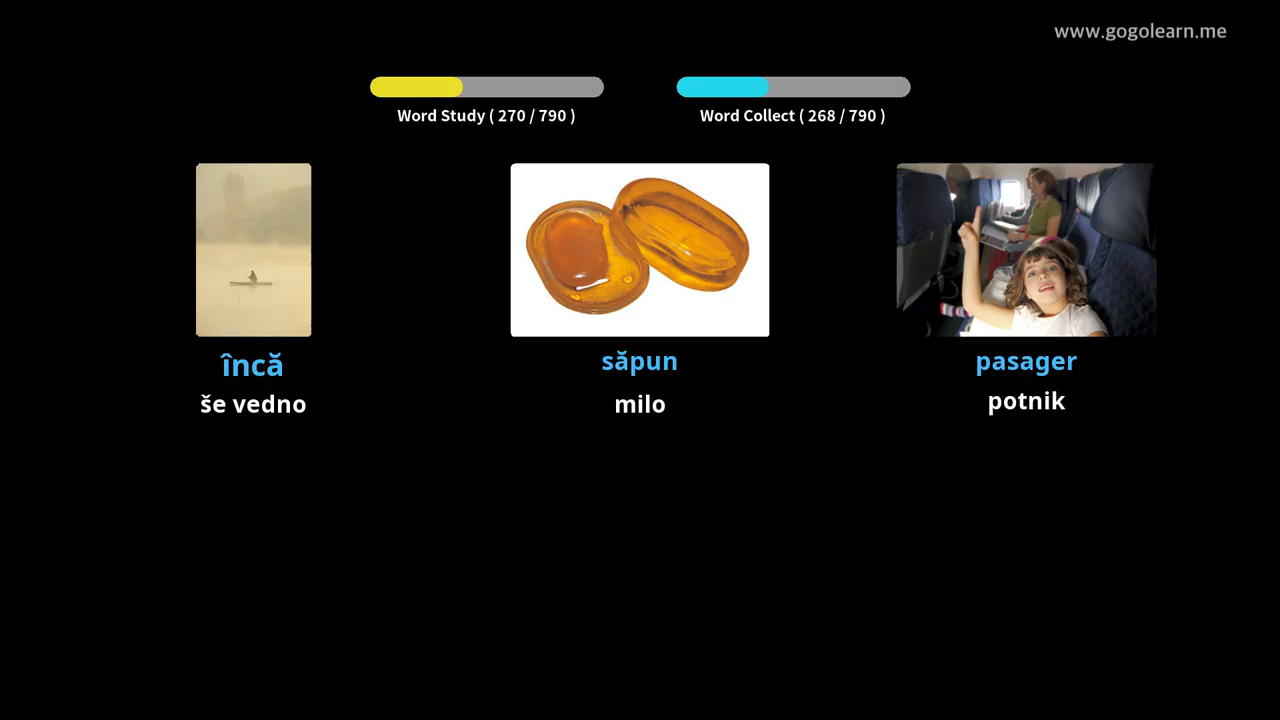 www.gogolearn.me
Word Study ( 270 / 790 )
Word Collect ( 268 / 790 )
încă
săpun
pasager
še vedno
milo
potnik